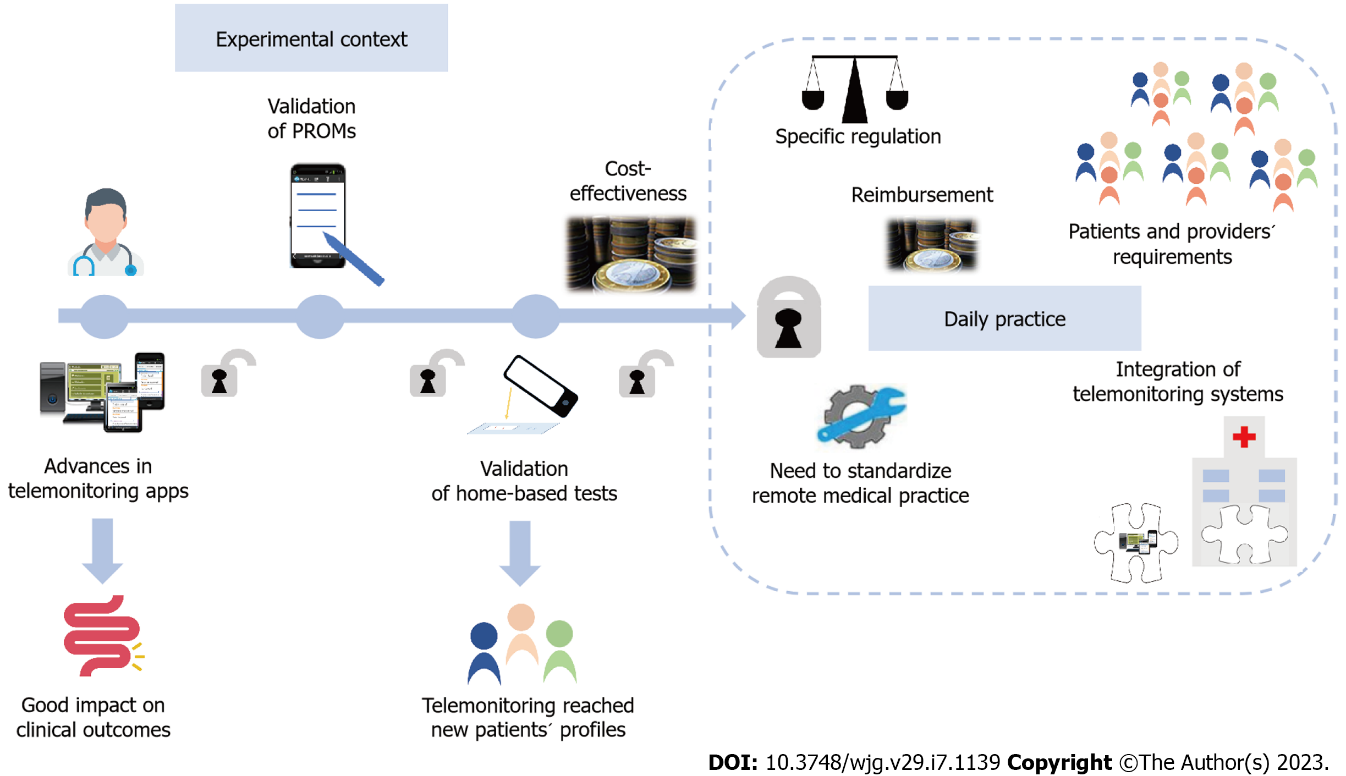 Experimental context
Validation
of PROMs
Cost-
effectiveness
Advances in
telemonitoring apps
Validation
of home-based tests
Good impact on
clinical outcomes
Telemonitoring reached
new patients´ profiles
Specific regulation
Reimbursement
Patients and providers´
requirements
Daily practice
Need to standardize
remote medical practice
Integration of
telemonitoring systems
DOI: 10.3748/wjg.v29.i7.1139 Copyright ©The Author(s) 2023.